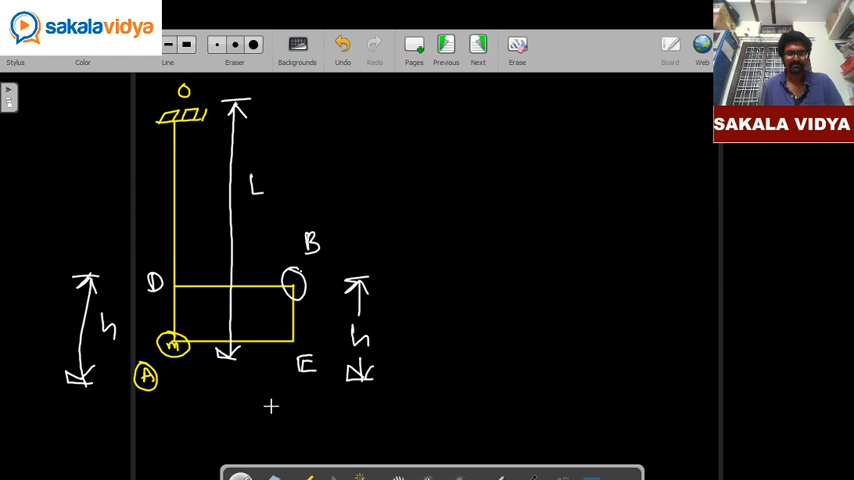 sakalavidya
Stylus
Color
Line
Eraser
Backgrounds
Undo
Redo
Pages
Previous
Next
Erase
Board
Web
SAKALA VIDYA
O
L
B
D
h
h
m
E
A